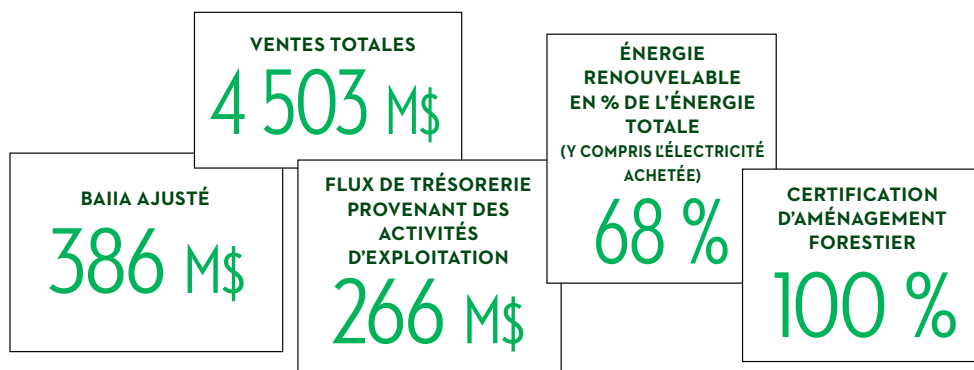 VENTES TOTALES
4 503 M$
BAIIA AJUSTÉ
386 M$
FLUX DE TRÉSORERIE
PROVENANT DES
ACTIVITÉS
D'EXPLOITATION
266 M$
ÉNERGIE
RENOUVELABLE
EN % DE L'ÉNERGIE
TOTALE
(Y COMPRIS L'ÉLECTRICITÉ
ACHETÉE)
68 %
CERTIFICATION
D'AMÉNAGEMENT
FORESTIER
100 %